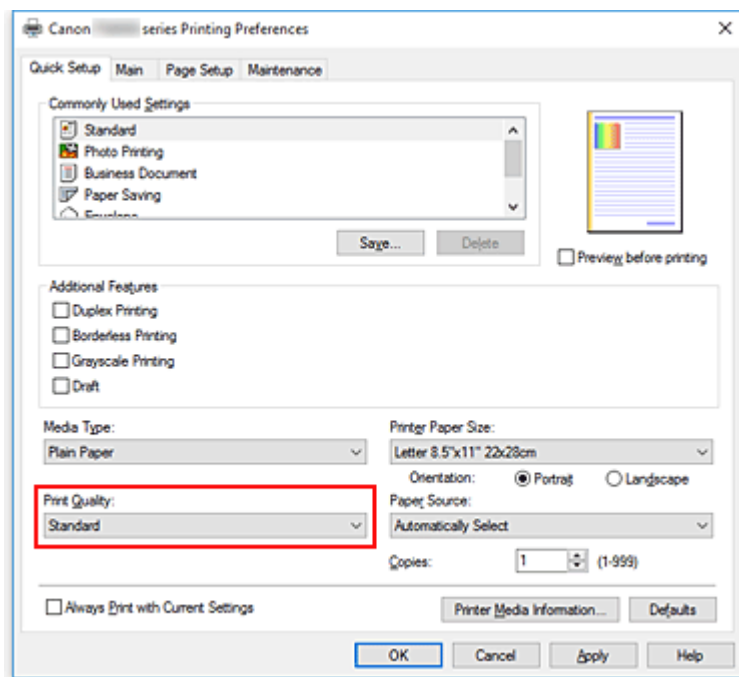 Canon series Printing Preferences
Quick Setup Main Page Setup Maintenance
Commonly Used Settings
Standard
Photo Printing
Business Document
Paper Saving
Envelope
Save... Delete
Preview before printing
Additional Features
Duplex Printing
Borderless Printing
Grayscale Printing
Draft
Media Type:
Plain Paper
Printer Paper Size:
Letter 8.5"x11" 22x28cm
Orientation: Portrait Landscape
Print Quality:
Standard
Paper Source:
Automatically Select
Copies: 1 (1-999)
Always Print with Current Settings
Printer Media Information... Defaults
OK Cancel Apply Help